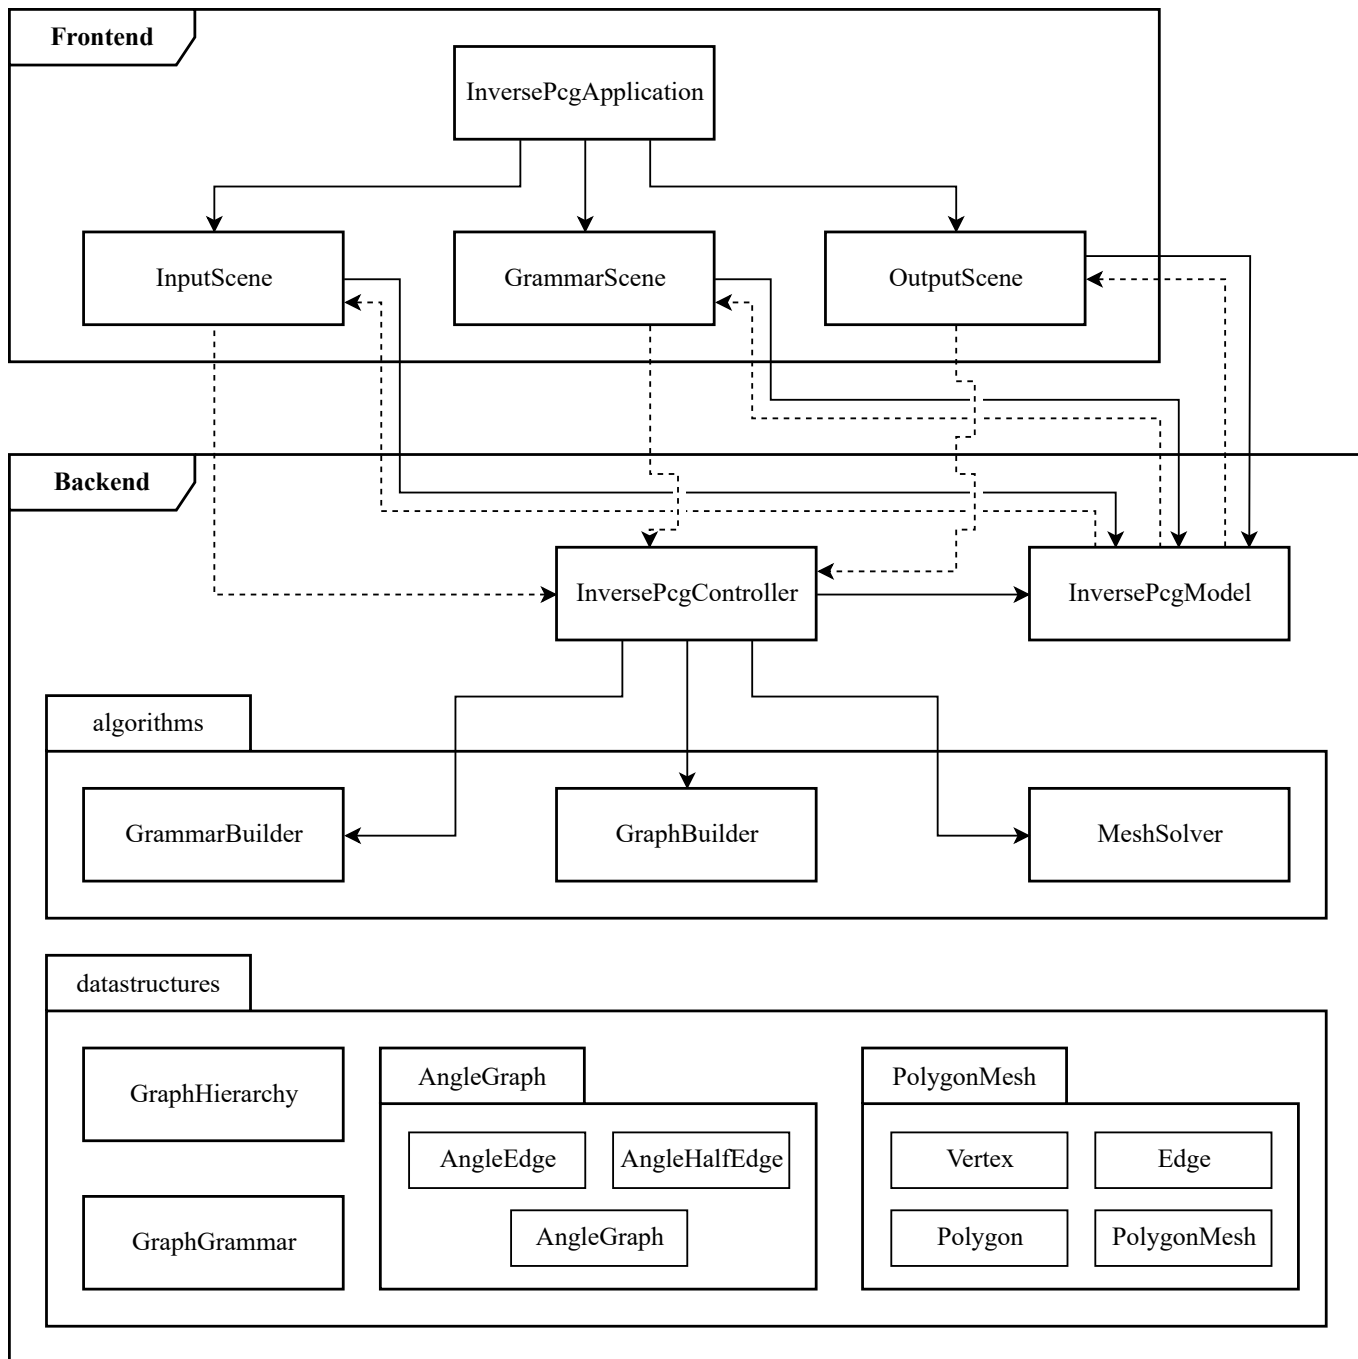 Frontend
InversePcgApplication
InputScene
GrammarScene
OutputScene
Backend
InversePcgController
InversePcgModel
algorithms
GrammarBuilder
GraphBuilder
MeshSolver
datastructures
GraphHierarchy
AngleGraph
PolygonMesh
AngleEdge
AngleHalfEdge
Vertex
Edge
GraphGrammar
AngleGraph
Polygon
PolygonMesh